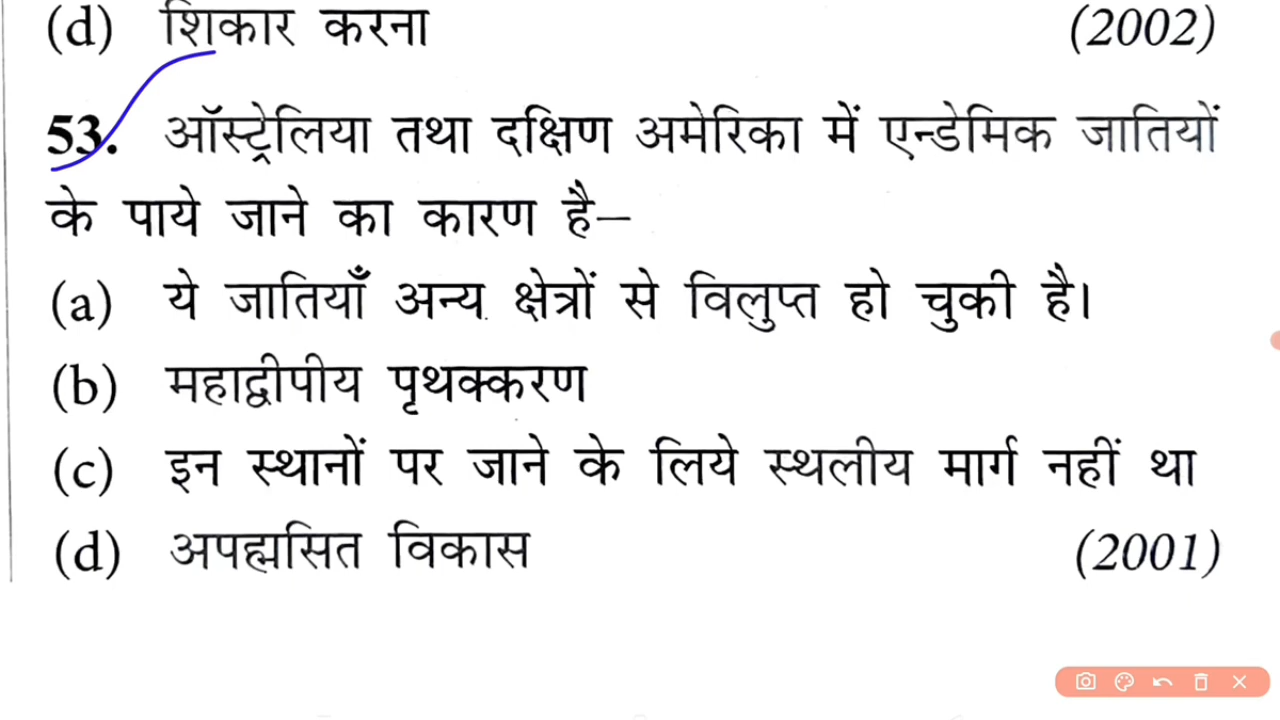 (d) शिकार करना (2002)
53. ऑस्ट्रेलिया तथा दक्षिण अमेरिका में एन्डेमिक जातियों
के पाये जाने का कारण है–
(a) ये जातियाँ अन्य क्षेत्रों से विलुप्त हो चुकी है।
(b) महाद्वीपीय पृथक्करण
(c) इन स्थानों पर जाने के लिये स्थलीय मार्ग नहीं था
(d) अपह्मसित विकास (2001)